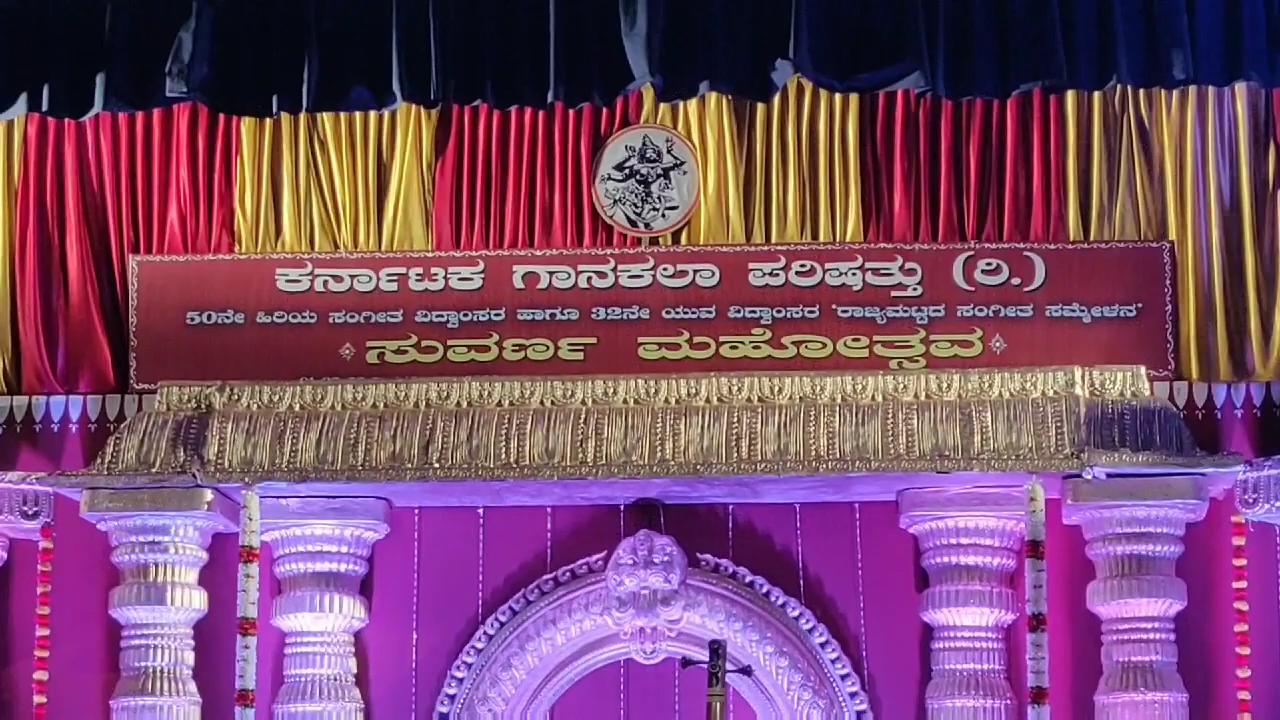 ಕರ್ನಾಟಕ ಗಾನಕಲಾ ಪರಿಷತ್ತು (ರಿ.)
50ನೇ ಹಿರಿಯ ಸಂಗೀತ ವಿದ್ವಾಂಸರ ಹಾಗೂ 32ನೇ ಯುವ ವಿದ್ವಾಂಸರ 'ರಾಜ್ಯಮಟ್ಟದ ಸಂಗೀತ ಸಮ್ಮೇಳನ'
ಸುವರ್ಣ ಮಹೋತ್ಸವ